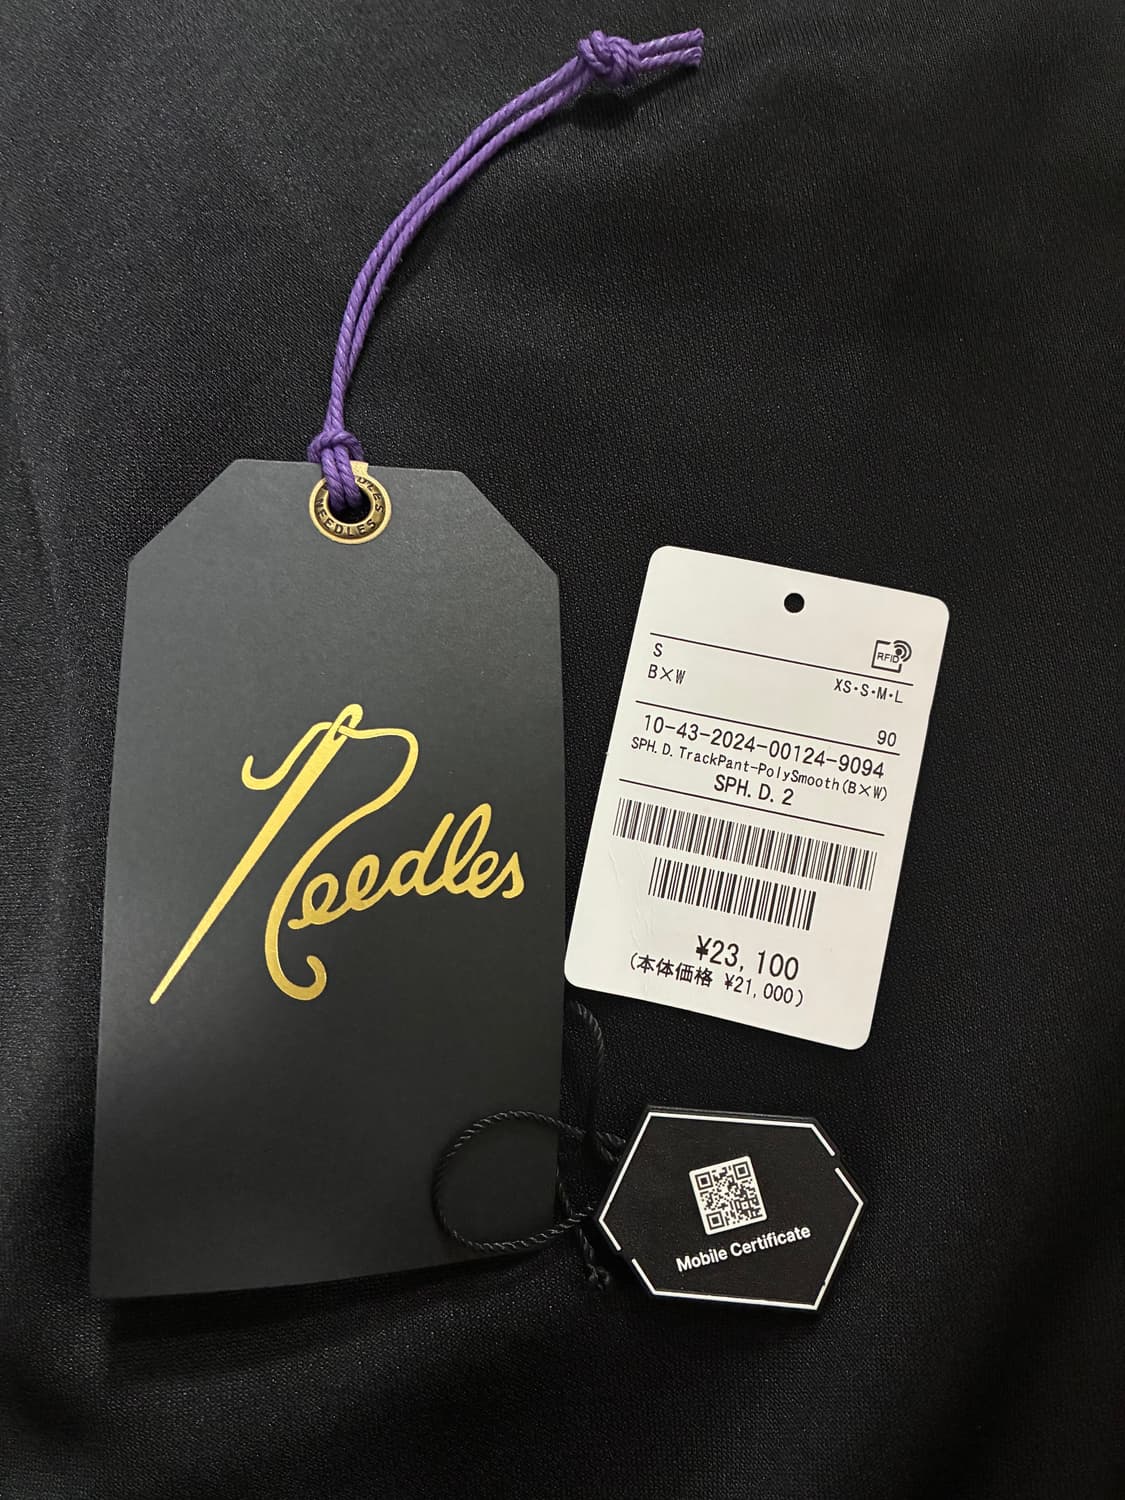 NEEDLES
Needles
RFID
S
B×W
XS・S・M・L
90
10-43-2024-00124-9094
SPH.D.TrackPant-PolySmooth(B×W)
SPH.D.2
¥23,100
(本体価格 ¥21,000)
Mobile Certificate